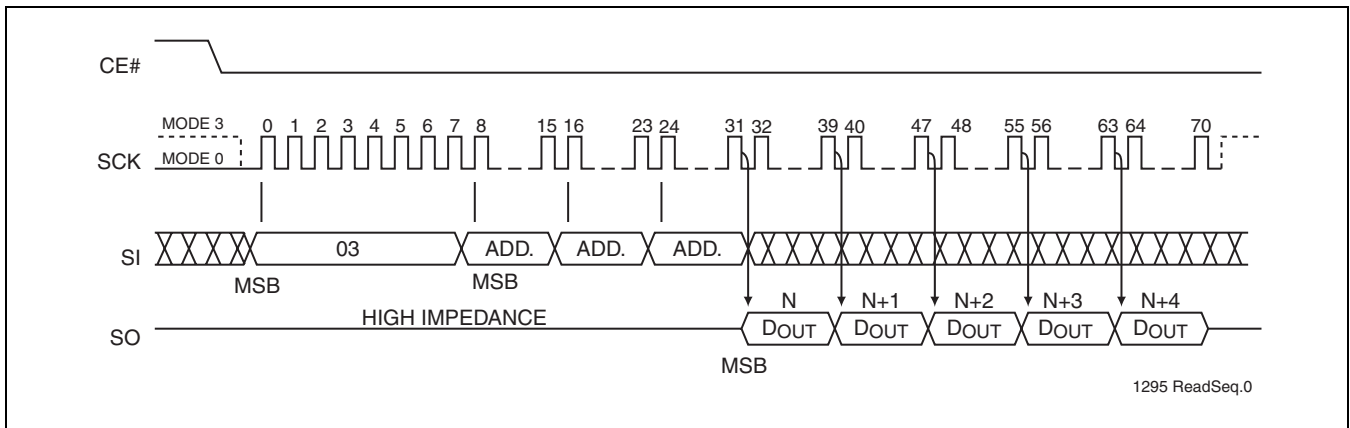 CE#
MODE 3
0 1 2 3 4 5 6 7 8 15 16 23 24 31 32 39 40 47 48 55 56 63 64 70
SCK
MODE 0
SI
03
ADD.
ADD.
ADD.
MSB
MSB
HIGH IMPEDANCE
N
N+1
N+2
N+3
N+4
SO
DOUT
DOUT
DOUT
DOUT
DOUT
MSB
1295 ReadSeq.0